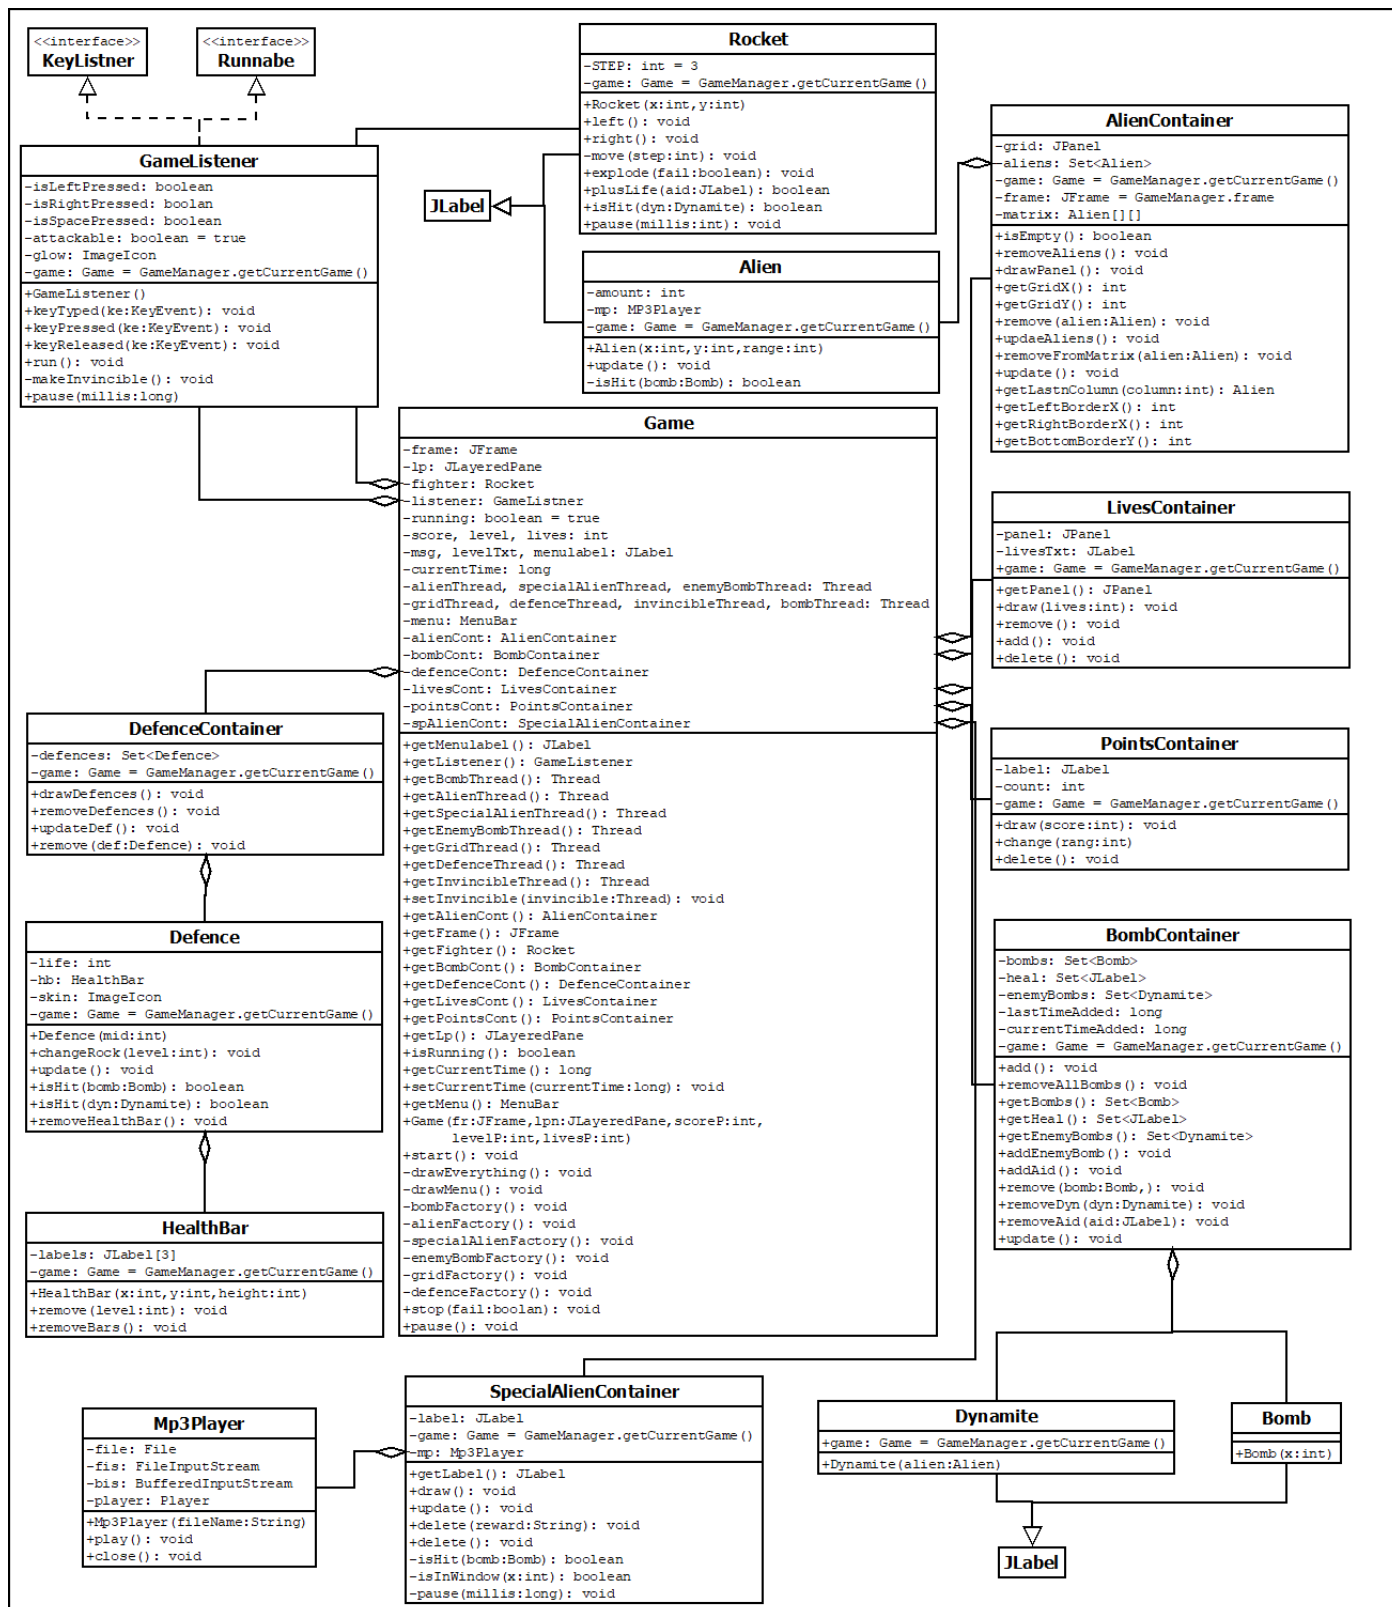 <<interface>>
KeyListner
<<interface>>
Runnabe
Rocket
-STEP: int = 3
-game: Game = GameManager.getCurrentGame()
+Rocket(x:int,y:int)
+left(): void
+right(): void
-move(step:int): void
+explode(fail:boolean): void
+plusLife(aid:JLabel): boolean
+isHit(dyn:Dynamite): boolean
+pause(millis:int): void
GameListener
-isLeftPressed: boolean
-isRightPressed: boolan
-isSpacePressed: boolean
-attackable: boolean = true
-glow: ImageIcon
-game: Game = GameManager.getCurrentGame()
+GameListener()
+keyTyped(ke:KeyEvent): void
+keyPressed(ke:KeyEvent): void
+keyReleased(ke:KeyEvent): void
+run(): void
-makeInvincible(): void
+pause(millis:long)
JLabel
Alien
-amount: int
-mp: MP3Player
-game: Game = GameManager.getCurrentGame()
+Alien(x:int,y:int,range:int)
+update(): void
-isHit(bomb:Bomb): boolean
AlienContainer
-grid: JPanel
-aliens: Set<Alien>
-game: Game = GameManager.getCurrentGame()
-frame: JFrame = GameManager.frame
-matrix: Alien[][]
+isEmpty(): boolean
+removeAliens(): void
+drawPanel(): void
+getGridX(): int
+getGridY(): int
+remove(alien:Alien): void
+updaeAliens(): void
+removeFromMatrix(alien:Alien): void
+update(): void
+getLastnColumn(column:int): Alien
+getLeftBorderX(): int
+getRightBorderX(): int
+getBottomBorderY(): int
Game
-frame: JFrame
-lp: JLayeredPane
-fighter: Rocket
-listener: GameListner
-running: boolean = true
-score, level, lives: int
-msg, levelTxt, menulabel: JLabel
-currentTime: long
-alienThread, specialAlienThread, enemyBombThread: Thread
-gridThread, defenceThread, invincibleThread, bombThread: Thread
-menu: MenuBar
-alienCont: AlienContainer
-bombCont: BombContainer
-defenceCont: DefenceContainer
-livesCont: LivesContainer
-pointsCont: PointsContainer
-spAlienCont: SpecialAlienContainer
+getMenulabel(): JLabel
+getListener(): GameListener
+getBombThread(): Thread
+getAlienThread(): Thread
+getSpecialAlienThread(): Thread
+getEnemyBombThread(): Thread
+getGridThread(): Thread
+getDefenceThread(): Thread
+getInvincibleThread(): Thread
+setInvincible(invincible:Thread): void
+getAlienCont(): AlienContainer
+getFrame(): JFrame
+getFighter(): Rocket
+getBombCont(): BombContainer
+getDefenceCont(): DefenceContainer
+getLivesCont(): LivesContainer
+getPointsCont(): PointsContainer
+getLp(): JLayeredPane
+isRunning(): boolean
+getCurrentTime(): long
+setCurrentTime(currentTime:long): void
+getMenu(): MenuBar
+Game(fr:JFrame,lpn:JLayeredPane,scoreP:int,
levelP:int,livesP:int)
+start(): void
-drawEverything(): void
-drawMenu(): void
-bombFactory(): void
-alienFactory(): void
-specialAlienFactory(): void
-enemyBombFactory(): void
-gridFactory(): void
-defenceFactory(): void
+stop(fail:boolan): void
+pause(): void
LivesContainer
-panel: JPanel
-livesTxt: JLabel
+game: Game = GameManager.getCurrentGame()
+getPanel(): JPanel
+draw(lives:int): void
+remove(): void
+add(): void
+delete(): void
DefenceContainer
-defences: Set<Defence>
-game: Game = GameManager.getCurrentGame()
+drawDefences(): void
+removeDefences(): void
+updateDef(): void
+remove(def:Defence): void
PointsContainer
-label: JLabel
-count: int
-game: Game = GameManager.getCurrentGame()
+draw(score:int): void
+change(rang:int)
+delete(): void
Defence
-life: int
-hb: HealthBar
-skin: ImageIcon
-game: Game = GameManager.getCurrentGame()
+Defence(mid:int)
+changeRock(level:int): void
+update(): void
+isHit(bomb:Bomb): boolean
+isHit(dyn:Dynamite): boolean
+removeHealthBar(): void
BombContainer
-bombs: Set<Bomb>
-heal: Set<JLabel>
-enemyBombs: Set<Dynamite>
-lastTimeAdded: long
-currentTimeAdded: long
-game: Game = GameManager.getCurrentGame()
+add(): void
+removeAllBombs(): void
+getBombs(): Set<Bomb>
+getHeal(): Set<JLabel>
+getEnemyBombs(): Set<Dynamite>
+addEnemyBomb(): void
+addAid(): void
+remove(bomb:Bomb,): void
+removeDyn(dyn:Dynamite): void
+removeAid(aid:JLabel): void
+update(): void
HealthBar
-labels: JLabel[3]
-game: Game = GameManager.getCurrentGame()
+HealthBar(x:int,y:int,height:int)
+remove(level:int): void
+removeBars(): void
SpecialAlienContainer
-label: JLabel
-game: Game = GameManager.getCurrentGame()
-mp: Mp3Player
+getLabel(): JLabel
+draw(): void
+update(): void
+delete(reward:String): void
+delete(): void
-isHit(bomb:Bomb): boolean
-isInWindow(x:int): boolean
-pause(millis:long): void
Mp3Player
-file: File
-fis: FileInputStream
-bis: BufferedInputStream
-player: Player
+Mp3Player(fileName:String)
+play(): void
+close(): void
Dynamite
+game: Game = GameManager.getCurrentGame()
+Dynamite(alien:Alien)
Bomb
+Bomb(x:int)
JLabel